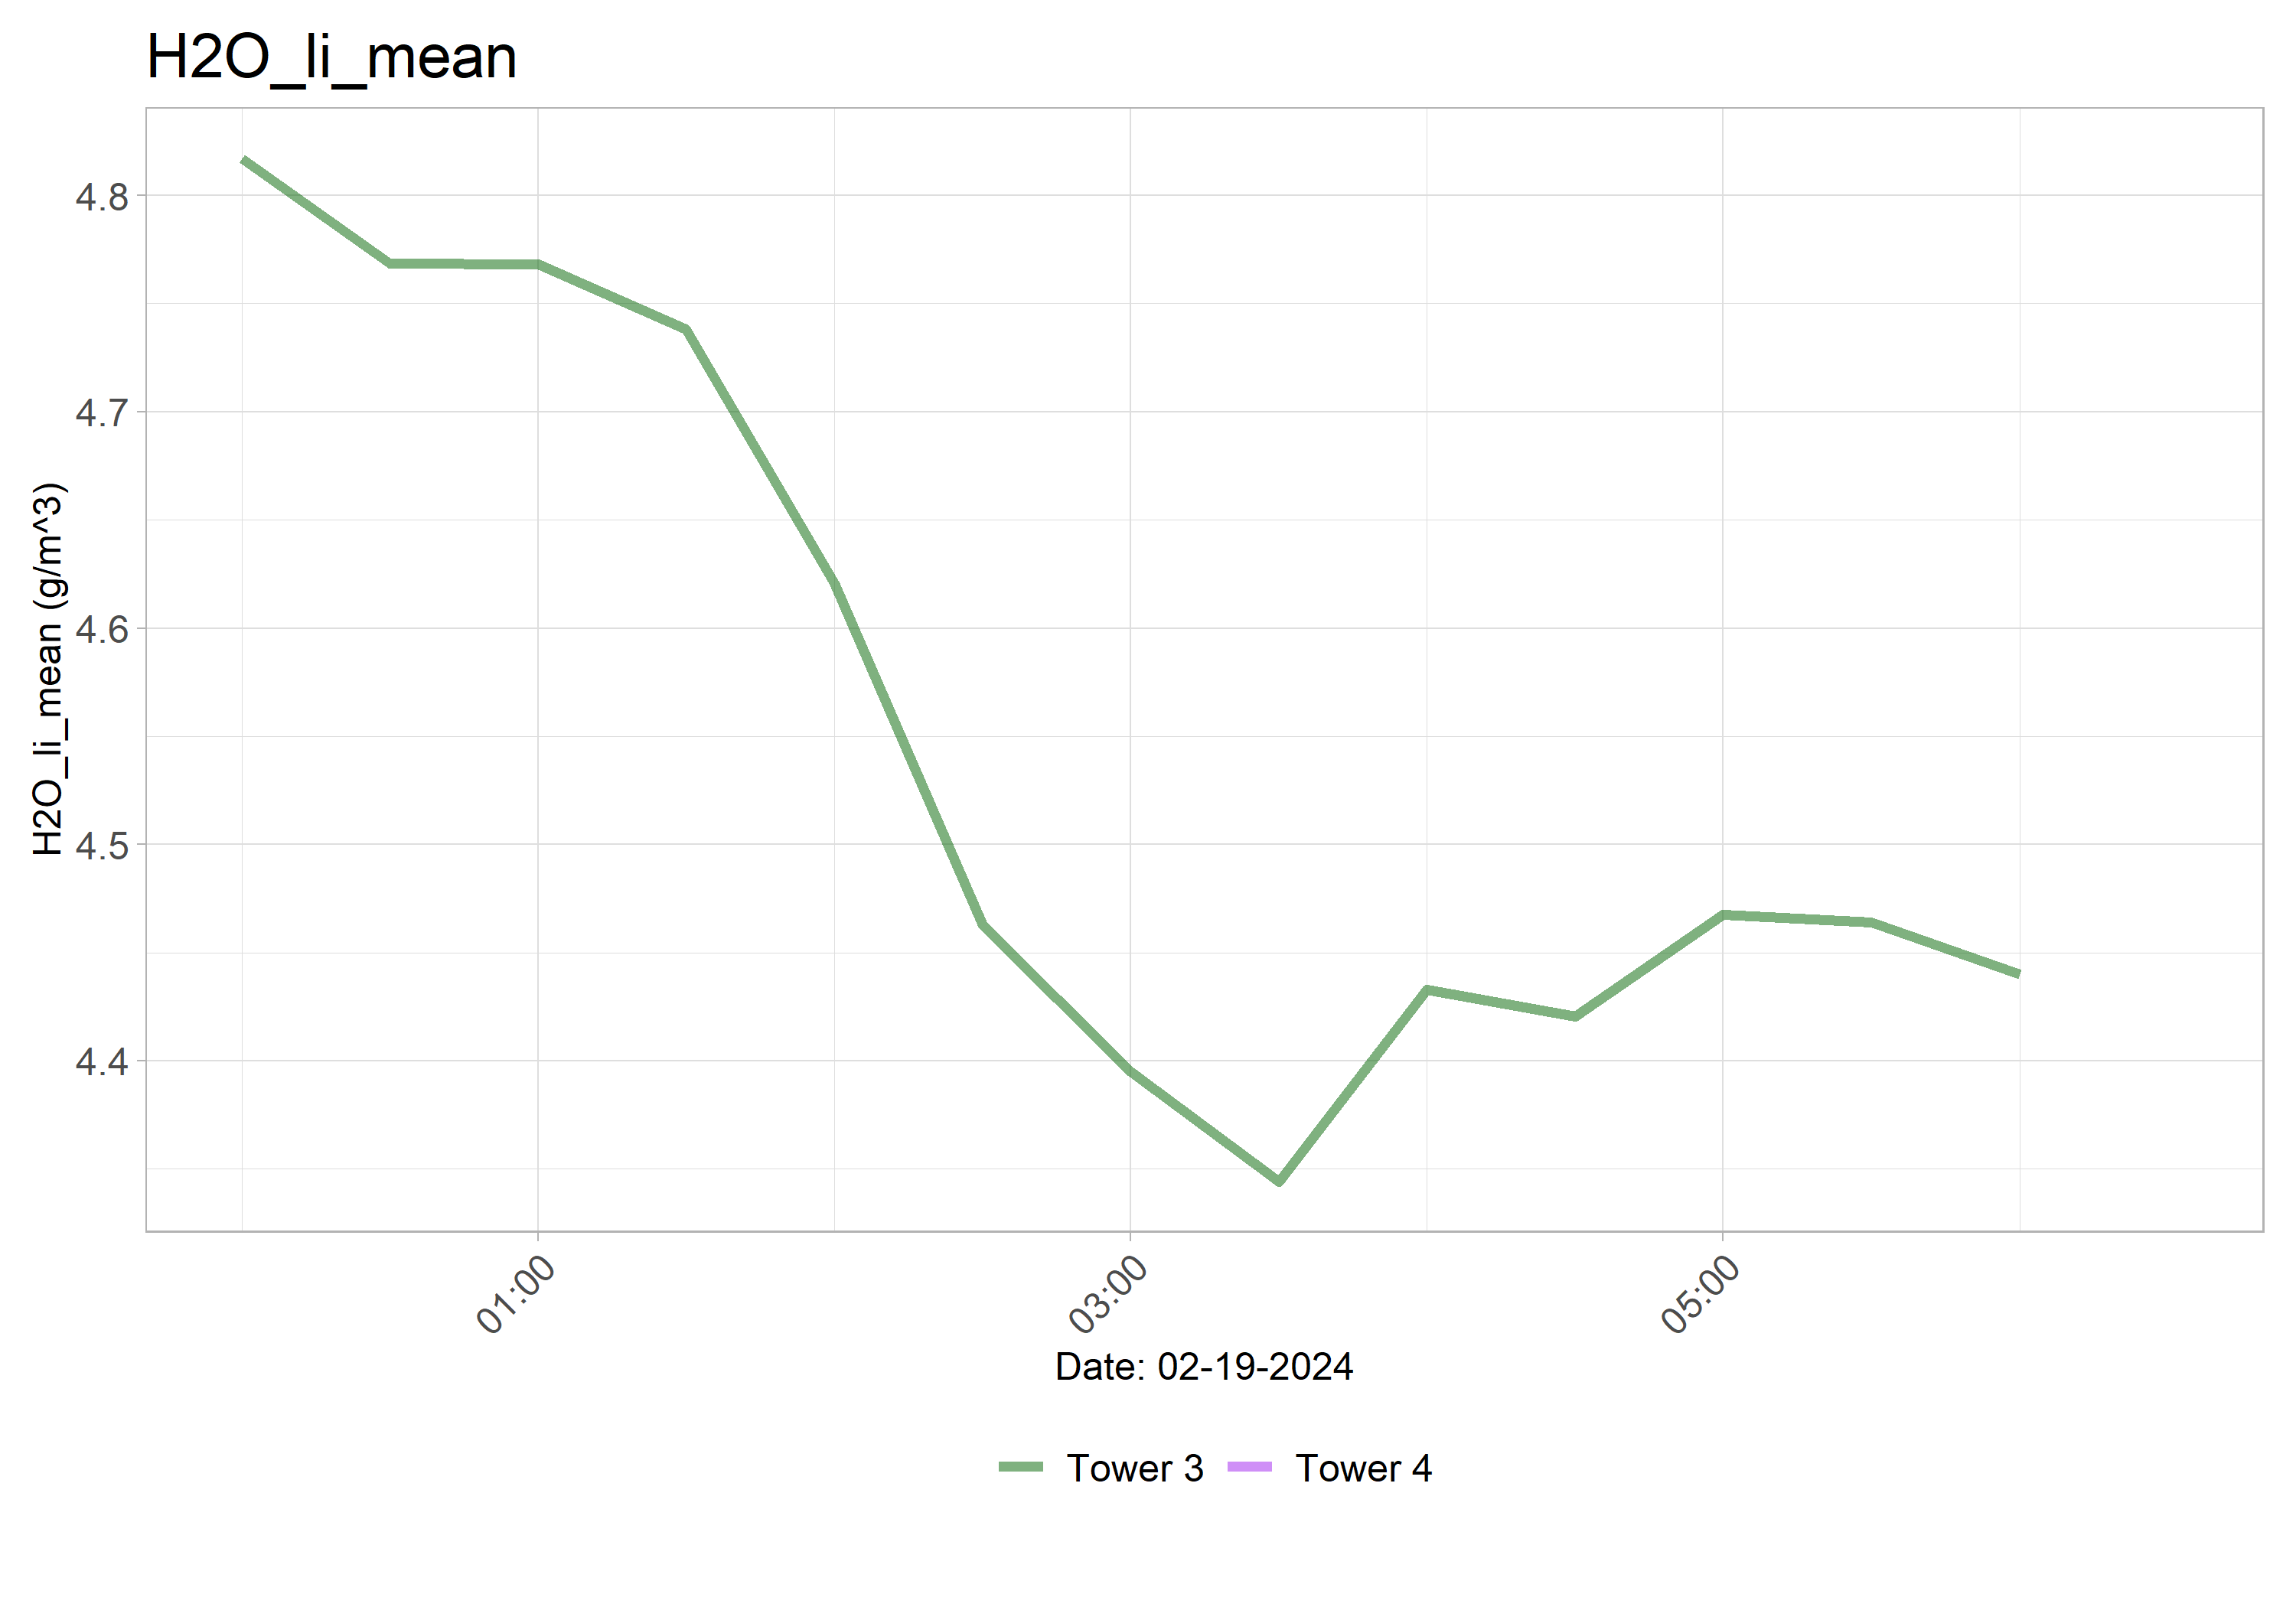 H2O_li_mean
H2O_li_mean (g/m^3)
4.8
4.7
4.6
4.5
4.4
01:00
03:00
05:00
Date: 02-19-2024
Tower 3
Tower 4